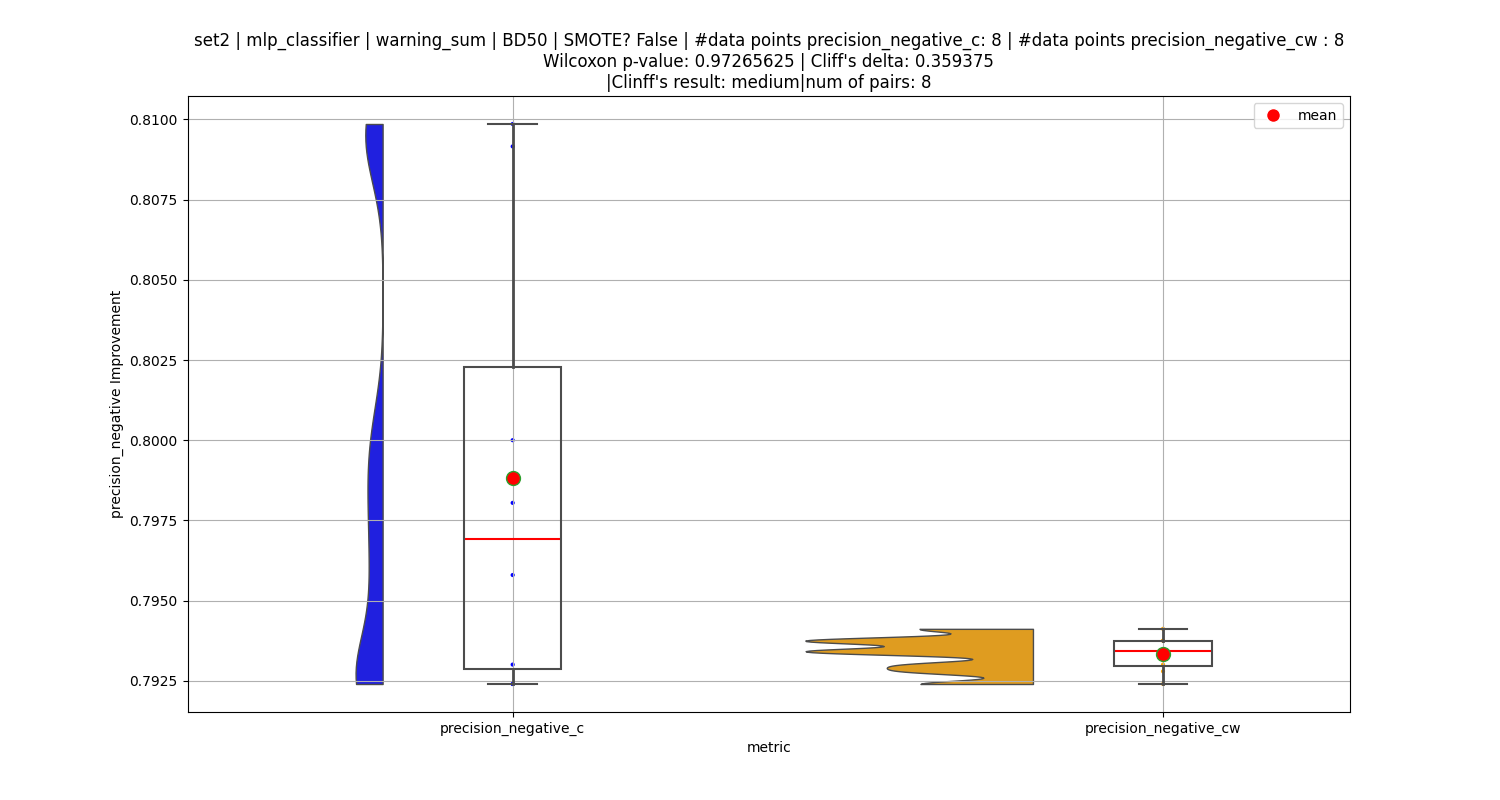 set2 | mlp_classifier | warning_sum | BD50 | SMOTE? False | #data points precision_negative_c: 8 | #data points precision_negative_cw : 8
Wilcoxon p-value: 0.97265625 | Cliff's delta: 0.359375
|Clinff's result: medium|num of pairs: 8
mean
0.8100
0.8075
0.8050
0.8025
0.8000
0.7975
0.7950
0.7925
precision_negative Improvement
precision_negative_c
precision_negative_cw
metric